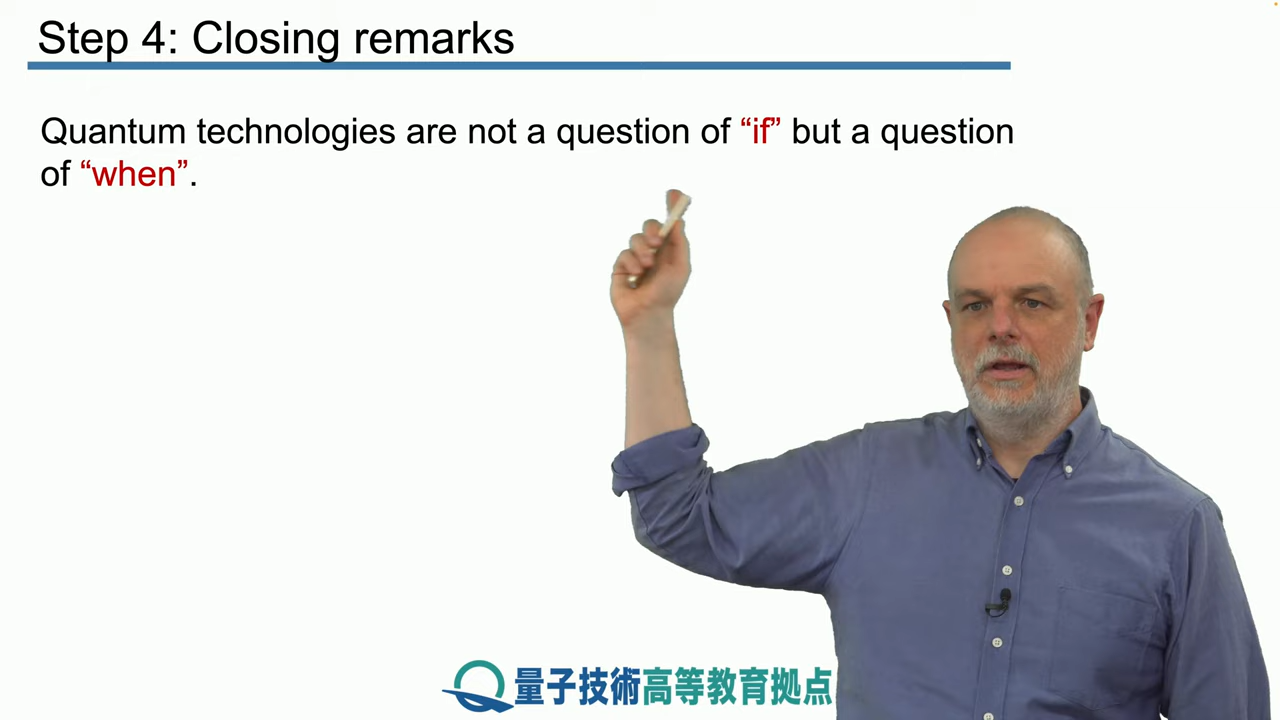 Step 4: Closing remarks
Quantum technologies are not a question of “if” but a question
of “when”.
量子技術高等教育拠点